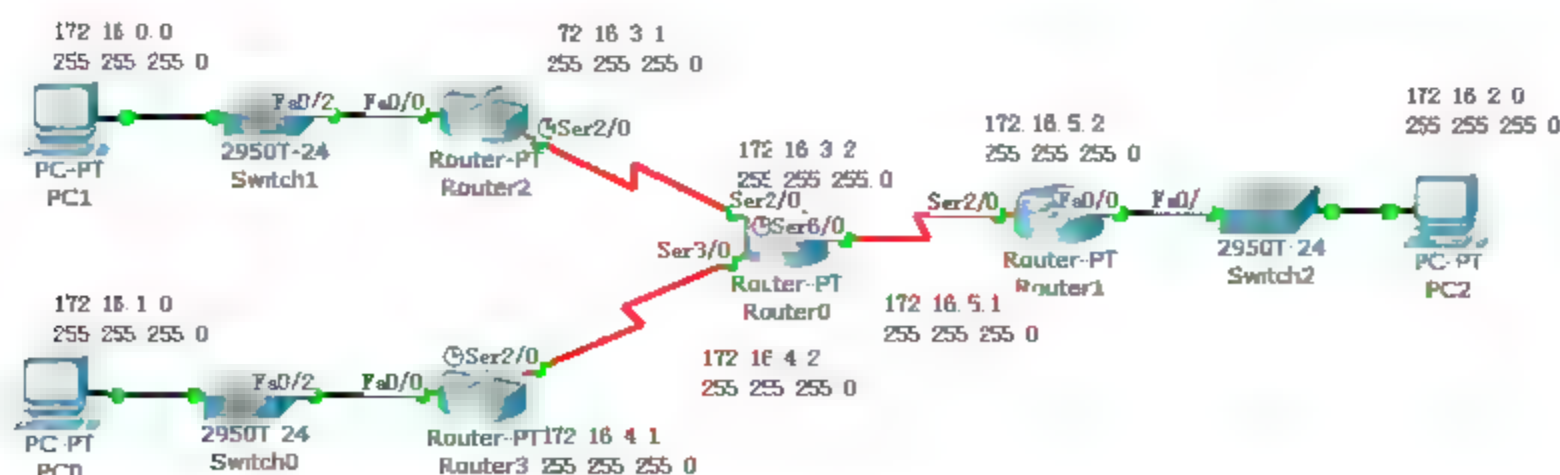 172 16 0.0
255 255 255 0
Fa0/2
Fa0/0
PC-PT
PC1
2950T-24
Switch1
Router-PT
Router2
72 16 3 1
255 255 255 0
Ser2/0
172 16 3 2
255 255.0
Ser2/0
Ser6/0
Ser3/0
Router-PT
Router0
172.16.5.2
255 255 255 0
Ser2/0
Fa0/0
Fa0/
Router-PT
Router1
172 16.5.1
255 255 255 0
2950T-24
Switch2
172 16 2 0
255 255 255 0
PC-PT
PC2
172 16.1 0
255 255 255 0
Fa0/2
Fa0/0
PC-PT
PC0
2950T 24
Switch0
Ser2/0
Router-PT
Router3
172 16 4 1
255 255 255 0
172 16 4 2
255 255 255 0